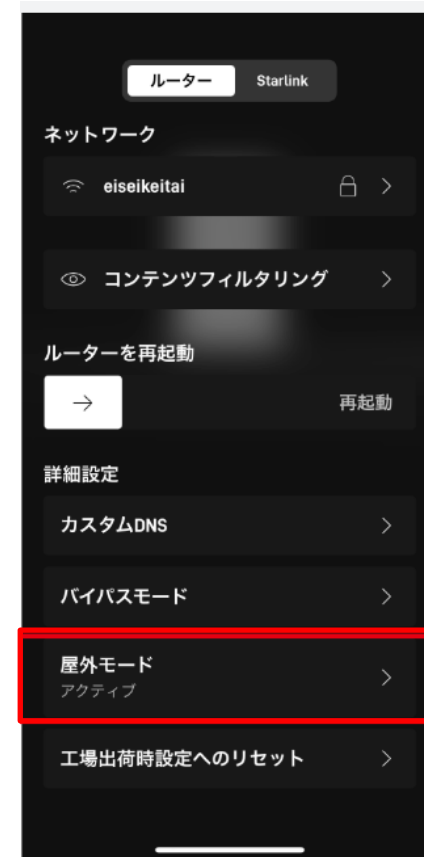 ルーター Starlink
ネットワーク
eiseikeitai
コンテンツフィルタリング
ルーターを再起動
再起動
詳細設定
カスタムDNS
バイパスモード
屋外モード
アクティブ
工場出荷時設定へのリセット